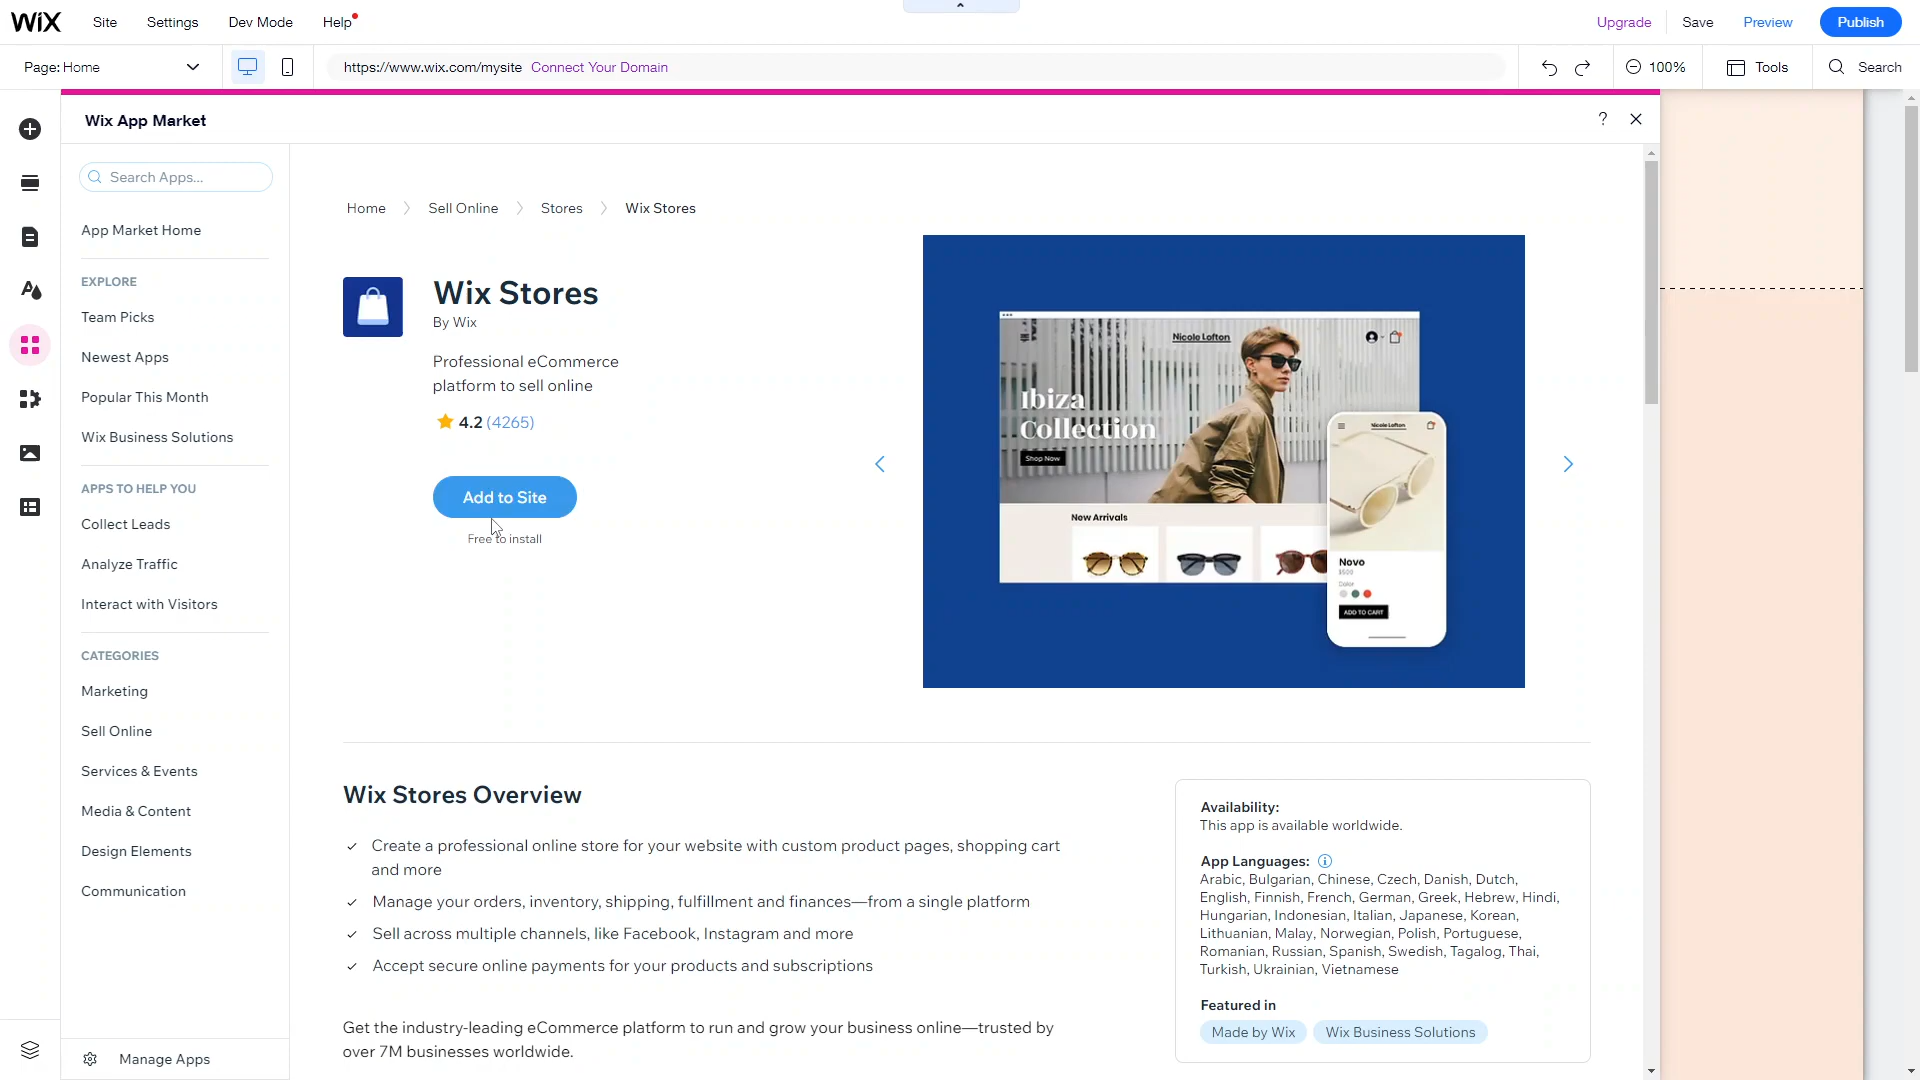 WIX
Site
Settings
Dev Mode
Help
Upgrade
Save
Preview
Publish
Page: Home
https://www.wix.com/mysite
Connect Your Domain
100%
Tools
Search
Wix App Market
?
Search Apps...
App Market Home
EXPLORE
Team Picks
Newest Apps
Popular This Month
Wix Business Solutions
APPS TO HELP YOU
Collect Leads
Analyze Traffic
Interact with Visitors
CATEGORIES
Marketing
Sell Online
Services & Events
Media & Content
Design Elements
Communication
Manage Apps
Home
Sell Online
Stores
Wix Stores
Wix Stores
By Wix
Professional eCommerce
platform to sell online
4.2 (4265)
Add to Site
Free to install
Nicole Lofton
Ibiza
Collection
Shop Now
New Arrivals
Nicole Lofton
Novo
Color
ADD TO CART
Wix Stores Overview
Create a professional online store for your website with custom product pages, shopping cart
and more
Manage your orders, inventory, shipping, fulfillment and finances—from a single platform
Sell across multiple channels, like Facebook, Instagram and more
Accept secure online payments for your products and subscriptions
Get the industry-leading eCommerce platform to run and grow your business online—trusted by
over 7M businesses worldwide.
Availability:
This app is available worldwide.
App Languages:
Arabic, Bulgarian, Chinese, Czech, Danish, Dutch,
English, Finnish, French, German, Greek, Hebrew, Hindi,
Hungarian, Indonesian, Italian, Japanese, Korean,
Lithuanian, Malay, Norwegian, Polish, Portuguese,
Romanian, Russian, Spanish, Swedish, Tagalog, Thai,
Turkish, Ukrainian, Vietnamese
Featured in
Made by Wix
Wix Business Solutions